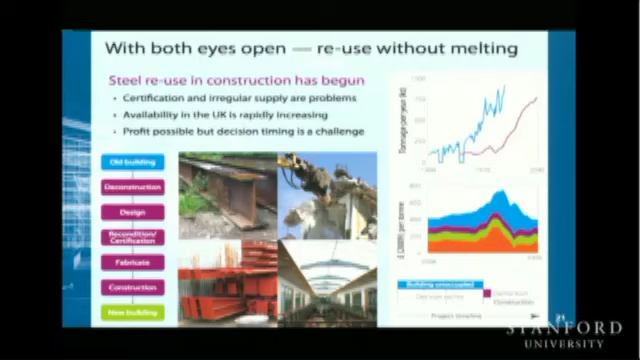 With both eyes open — re-use without melting
Steel re-use in construction has begun
• Certification and irregular supply are problems
• Availability in the UK is rapidly increasing
• Profit possible but decision timing is a challenge
Old building
Deconstruction
Design
Recondition/
Certification
Fabricate
Construction
New building
Building unoccupied
Construction
Project timeline
STANFORD
UNIVERSITY